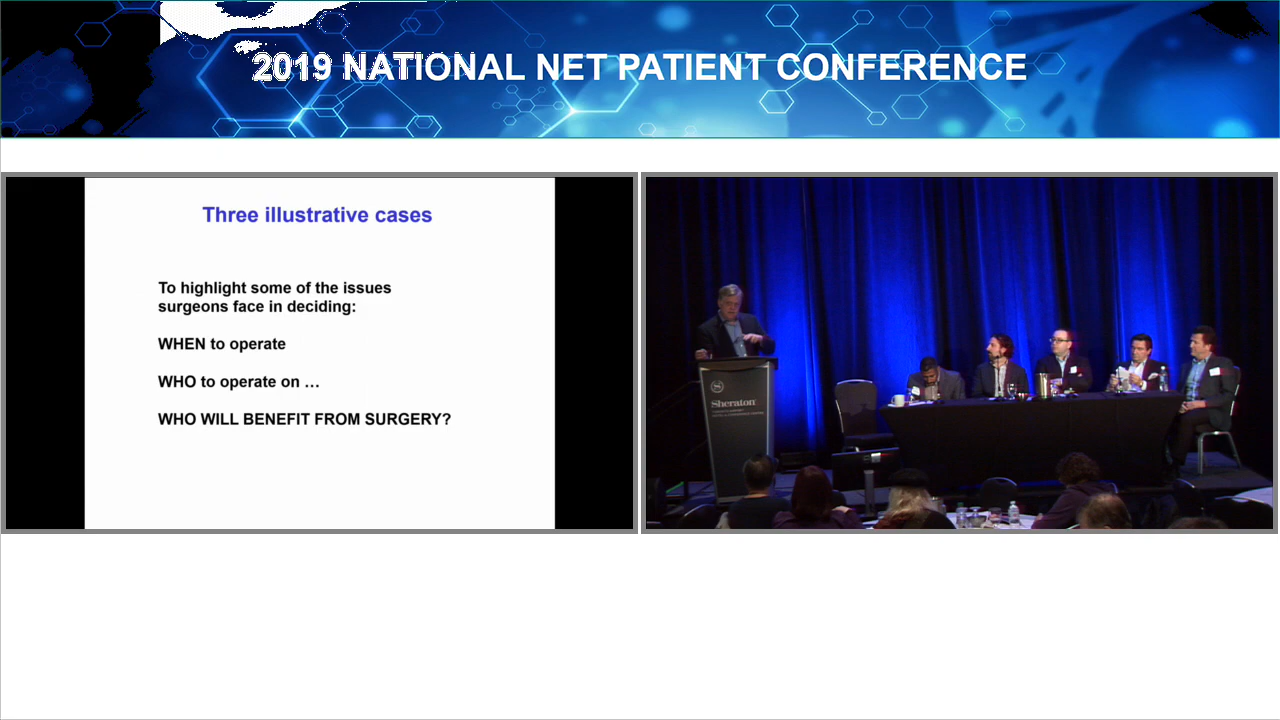 2019 NATIONAL NET PATIENT CONFERENCE
Three illustrative cases
To highlight some of the issues
surgeons face in deciding:
WHEN to operate
WHO to operate on …
WHO WILL BENEFIT FROM SURGERY?
Sheraton